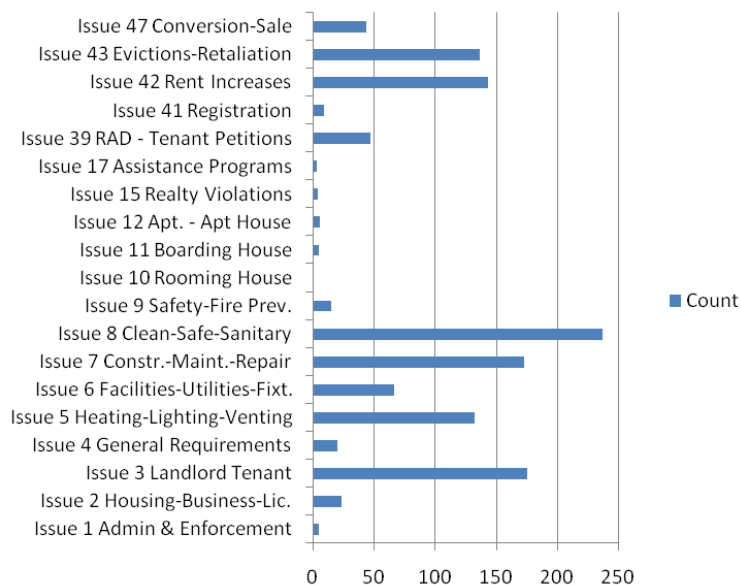 Issue 47 Conversion-Sale
Issue 43 Evictions-Retaliation
Issue 42 Rent Increases
Issue 41 Registration
Issue 39 RAD - Tenant Petitions
Issue 17 Assistance Programs
Issue 15 Realty Violations
Issue 12 Apt. - Apt House
Issue 11 Boarding House
Issue 10 Rooming House
Issue 9 Safety-Fire Prev.
Issue 8 Clean-Safe-Sanitary
Issue 7 Constr.-Maint.-Repair
Issue 6 Facilities-Utilities-Fixt.
Issue 5 Heating-Lighting-Venting
Issue 4 General Requirements
Issue 3 Landlord Tenant
Issue 2 Housing-Business-Lic.
Issue 1 Admin & Enforcement
Count
0 50 100 150 200 250